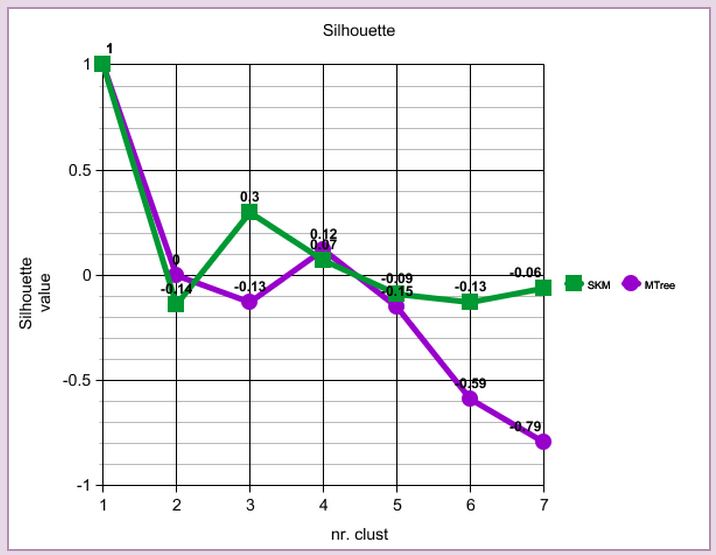 Silhouette
1
1
0.5
0.3
0.12
0.07
0
0
-0.06
-0.09
-0.14
-0.13
-0.15
-0.13
SKM
MTree
Silhouette
value
-0.5
-0.59
-0.79
-1
1 2 3 4 5 6 7
nr. clust